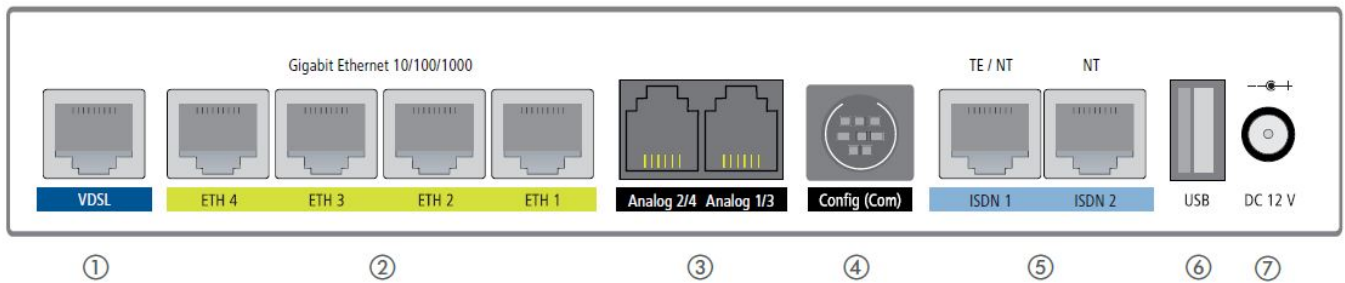 Gigabit Ethernet 10/100/1000
TE / NT
NT
VDSL
ETH 4
ETH 3
ETH 2
ETH 1
Analog 2/4 Analog 1/3
Config (Com)
ISDN 1
ISDN 2
USB
DC 12 V
① ② ③ ④ ⑤ ⑥ ⑦